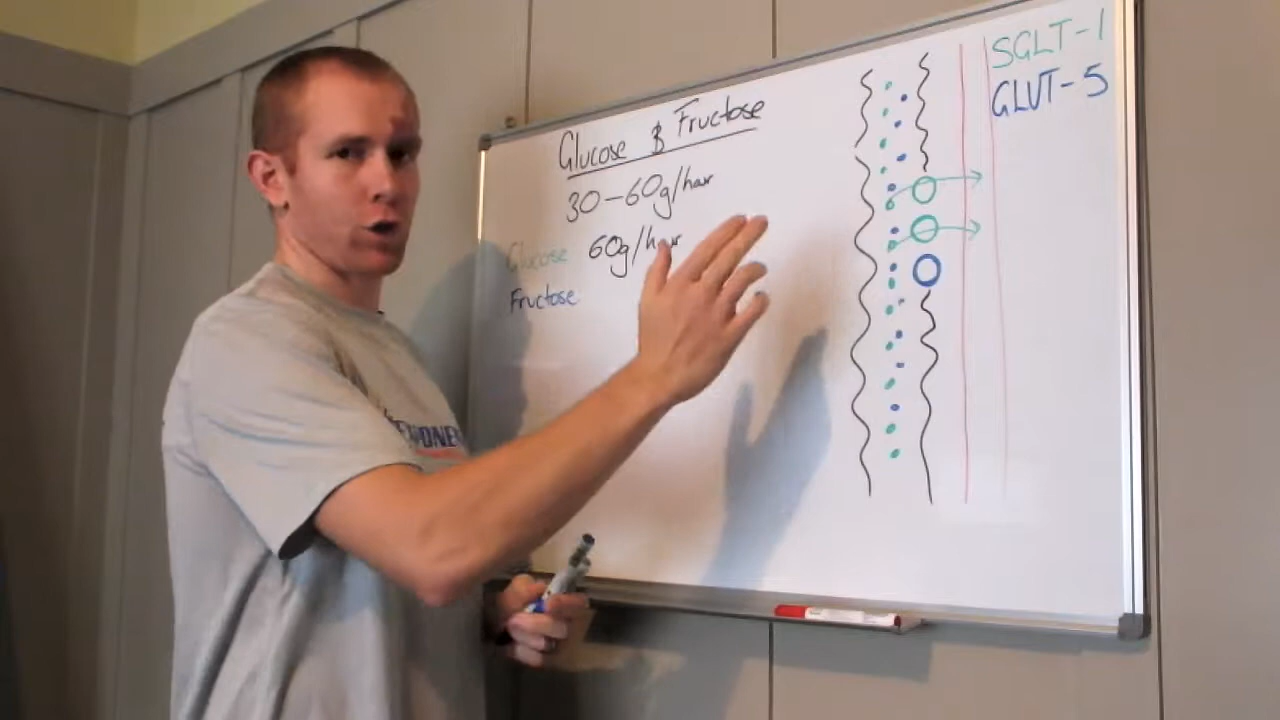 Glucose & Fructose
30-60g/hour
Glucose: 60g/hour
Fructose
SGLT-1
GLUT-5